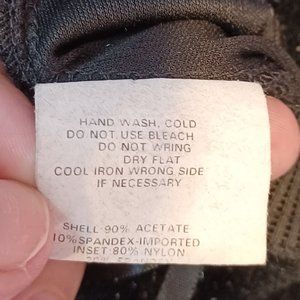 HAND WASH, COLD
DO NOT USE BLEACH
DO NOT WRING
DRY FLAT
COOL IRON WRONG SIDE
IF NECESSARY
SHELL-90% ACETATE
10%SPANDEX-IMPORTED
INSET:80% NYLON